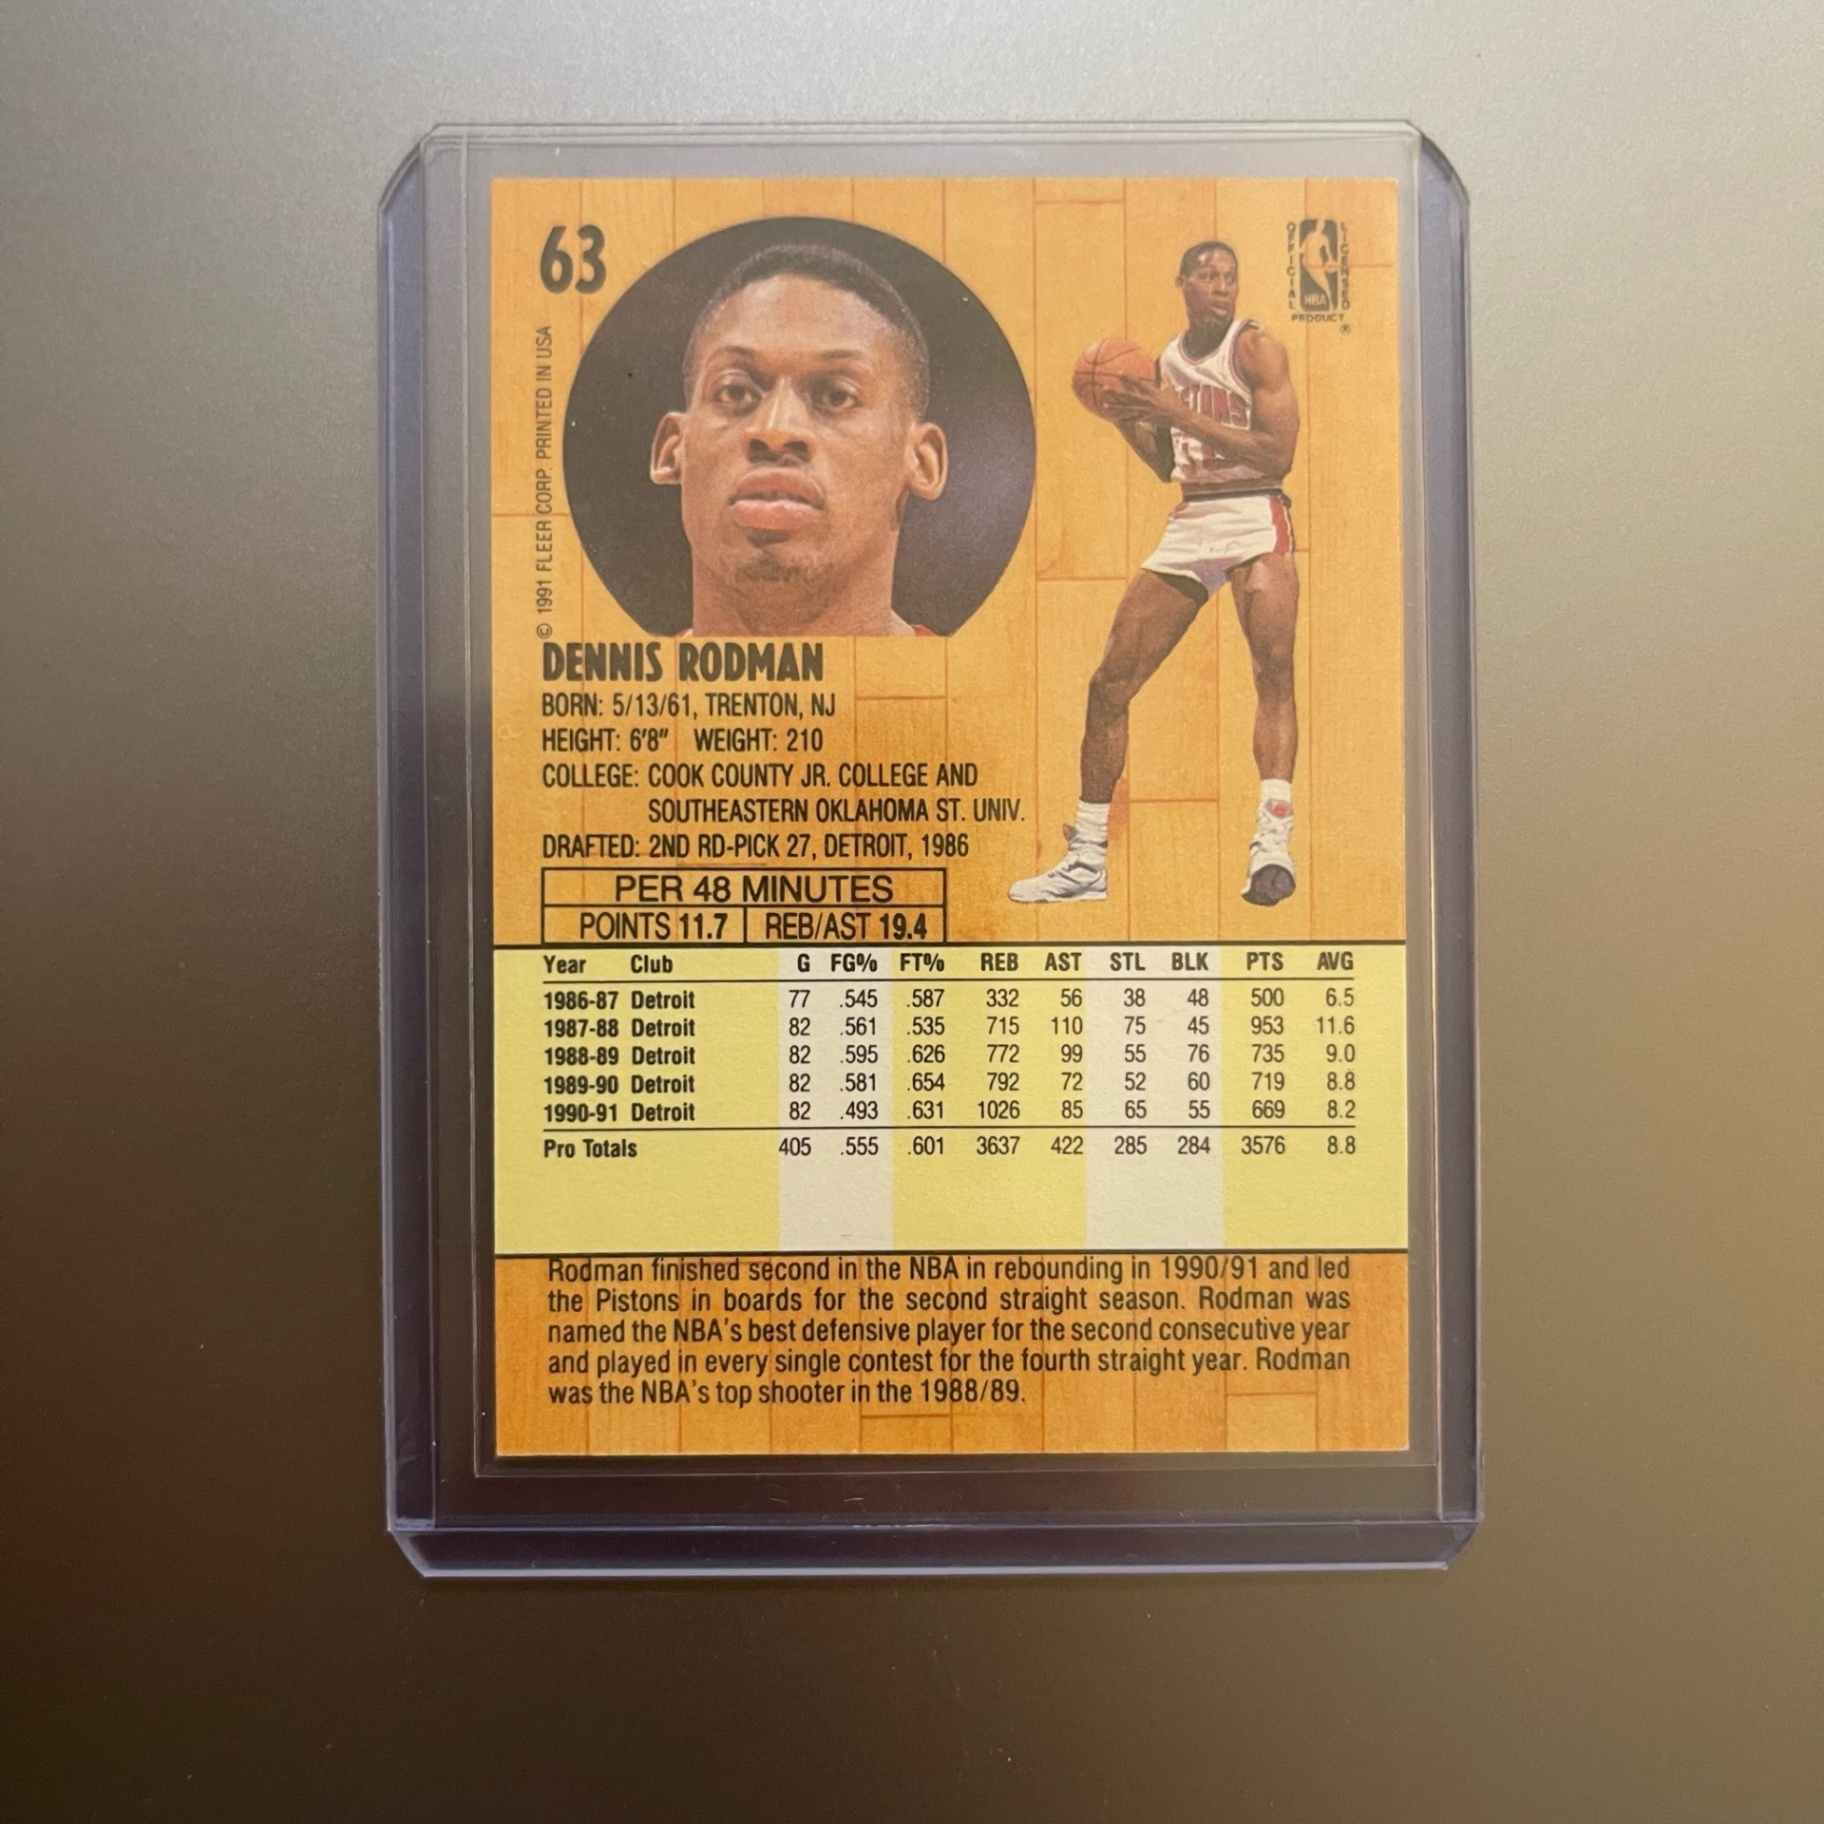 63
OFFICIAL LICENSED
NBA
PRODUCT
®
© 1991 FLEER CORP. PRINTED IN USA
PISTONS
DENNIS RODMAN
BORN: 5/13/61, TRENTON, NJ
HEIGHT: 6'8" WEIGHT: 210
COLLEGE: COOK COUNTY JR. COLLEGE AND
SOUTHEASTERN OKLAHOMA ST. UNIV.
DRAFTED: 2ND RD-PICK 27, DETROIT, 1986
PER 48 MINUTES
POINTS 11.7 REB/AST 19.4
Year Club G FG% FT% REB AST STL BLK PTS AVG
1986-87 Detroit 77 .545 .587 332 56 38 48 500 6.5
1987-88 Detroit 82 .561 .535 715 110 75 45 953 11.6
1988-89 Detroit 82 .595 .626 772 99 55 76 735 9.0
1989-90 Detroit 82 .581 .654 792 72 52 60 719 8.8
1990-91 Detroit 82 .493 .631 1026 85 65 55 669 8.2
Pro Totals 405 .555 .601 3637 422 285 284 3576 8.8
Rodman finished second in the NBA in rebounding in 1990/91 and led
the Pistons in boards for the second straight season. Rodman was
named the NBA's best defensive player for the second consecutive year
and played in every single contest for the fourth straight year. Rodman
was the NBA's top shooter in the 1988/89.